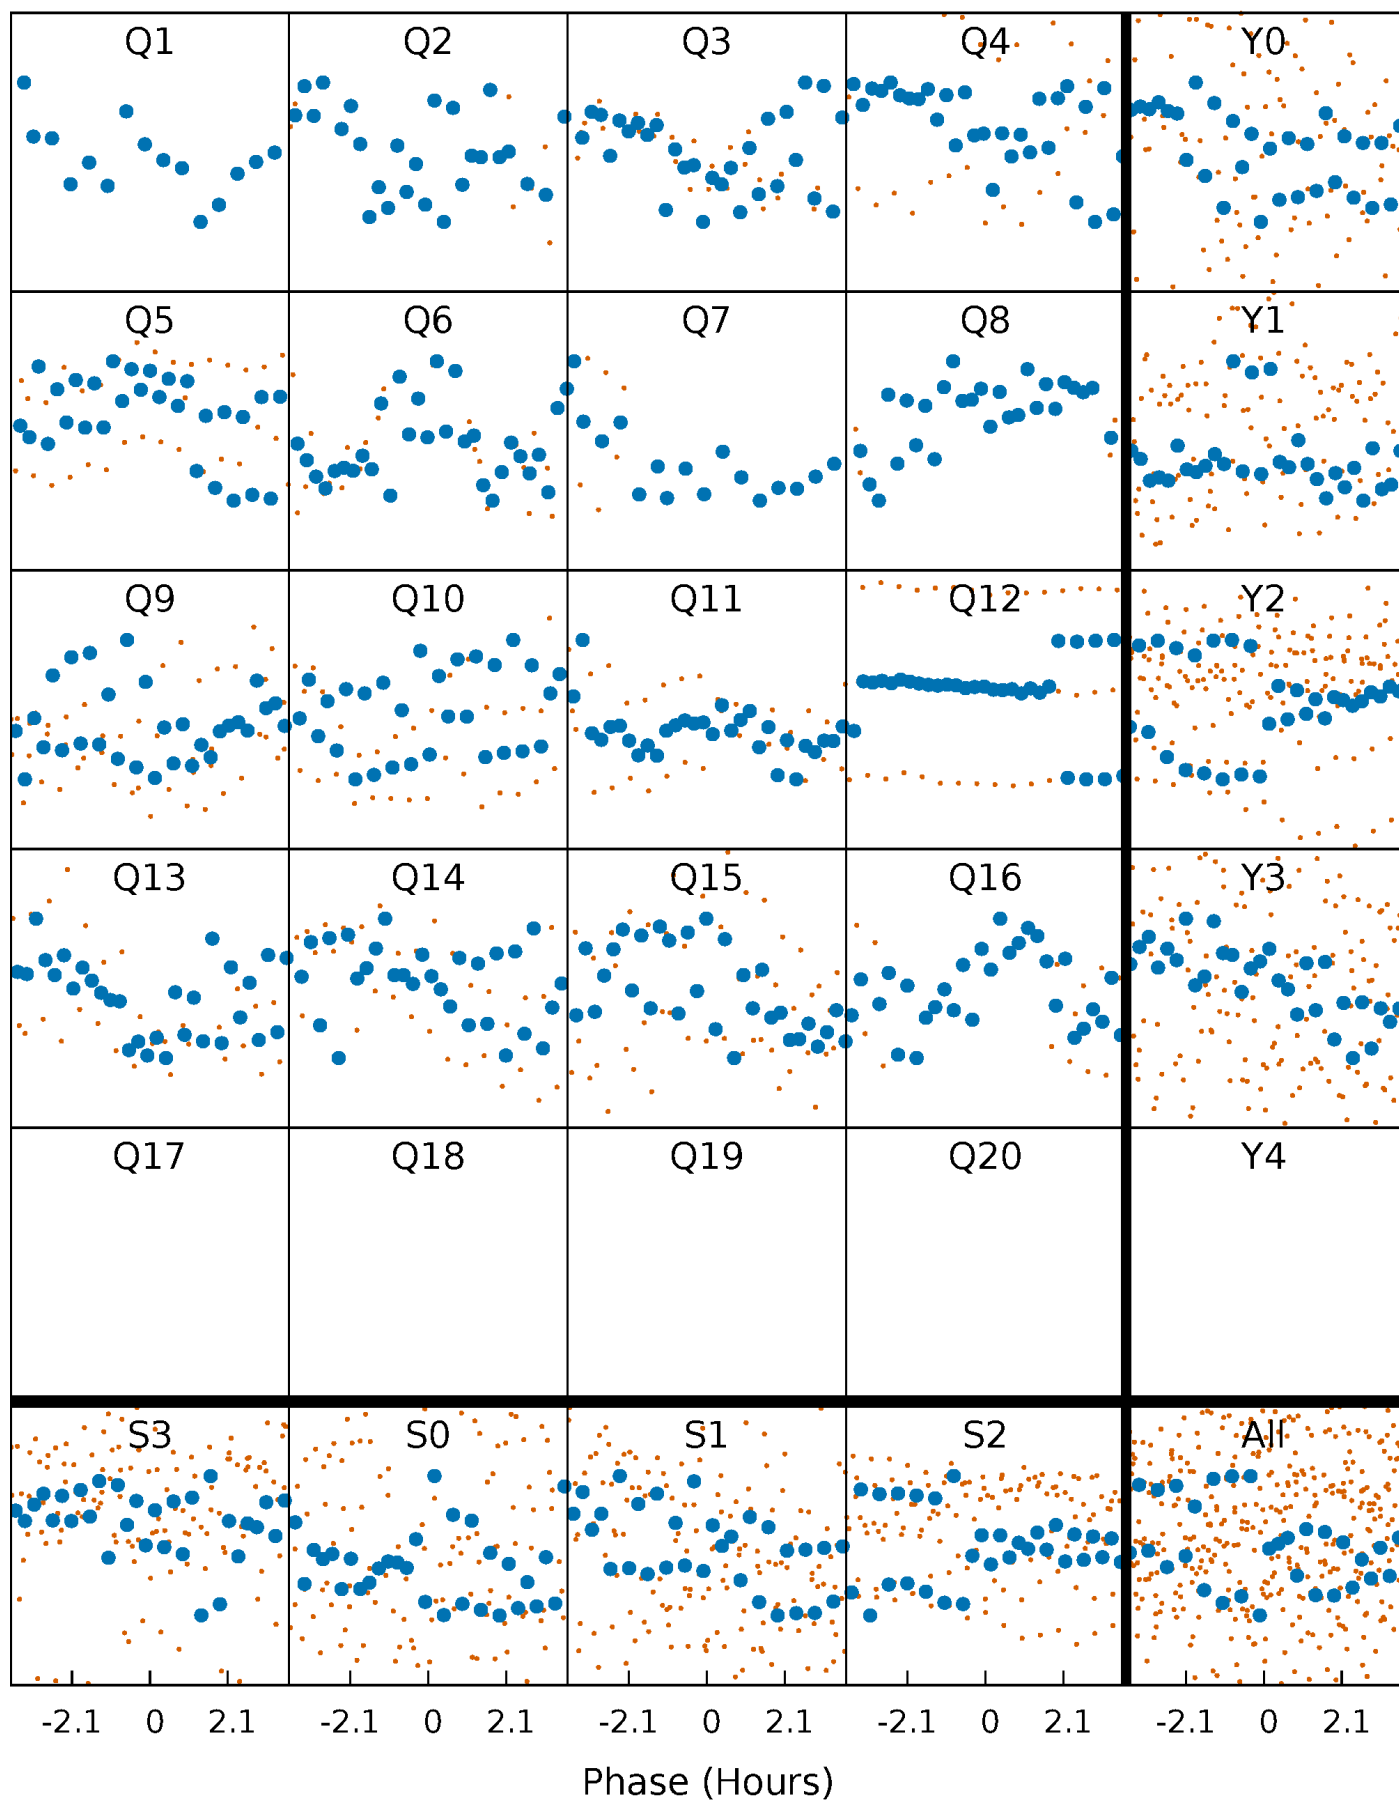 Q1 Q2 Q3 Q4 Y0
Q5 Q6 Q7 Q8 Y1
Q9 Q10 Q11 Q12 Y2
Q13 Q14 Q15 Q16 Y3
Q17 Q18 Q19 Q20 Y4
S3 S0 S1 S2 All
-2.1 0 2.1 -2.1 0 2.1 -2.1 0 2.1 -2.1 0 2.1 -2.1 0 2.1
Phase (Hours)